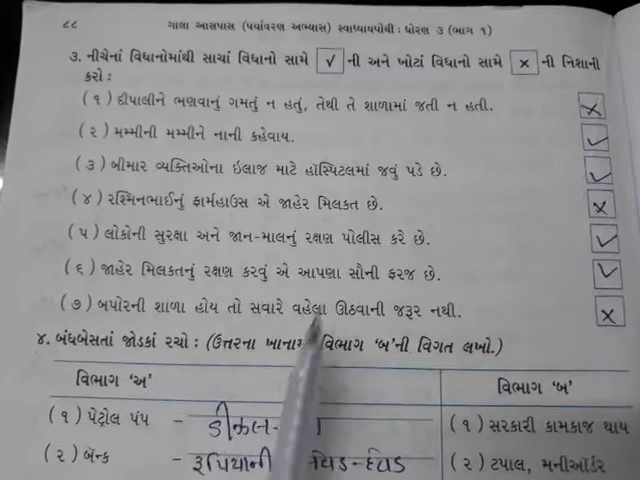 ૮૮ ગાલા આસપાસ (પર્યાવરણ અભ્યાસ) સ્વાધ્યાયપોથી : ધોરણ ૩ (ભાગ ૧)
૩. નીચેનાં વિધાનોમાંથી સાચાં વિધાનો સામે ✓ ની અને ખોટાં વિધાનો સામે × ની નિશાની
કરો :
(૧) દીપાલીને ભણવાનું ગમતું ન હતું, તેથી તે શાળામાં જતી ન હતી. ×
(૨) મમ્મીની મમ્મીને નાની કહેવાય. ✓
(૩) બીમાર વ્યક્તિઓના ઇલાજ માટે હૉસ્પિટલમાં જવું પડે છે. ✓
(૪) રશ્મિનભાઈનું ફાર્મહાઉસ એ જાહેર મિલકત છે. ×
(૫) લોકોની સુરક્ષા અને જાન-માલનું રક્ષણ પોલીસ કરે છે. ✓
(૬) જાહેર મિલકતનું રક્ષણ કરવું એ આપણા સૌની ફરજ છે. ✓
(૭) બપોરની શાળા હોય તો સવારે વહેલા ઊઠવાની જરૂર નથી. ×
૪. બંધબેસતાં જોડકાં રચો : (ઉત્તરના ખાનામાં વિભાગ ‘બ’ની વિગત લખો.)
વિભાગ ‘અ’ વિભાગ ‘બ’
(૧) પેટ્રોલ પંપ – ડીઝલ- (૧) સરકારી કામકાજ થાય
(૨) બૅન્ક – રૂપિયાની (૨) ટપાલ, મનીઑર્ડર